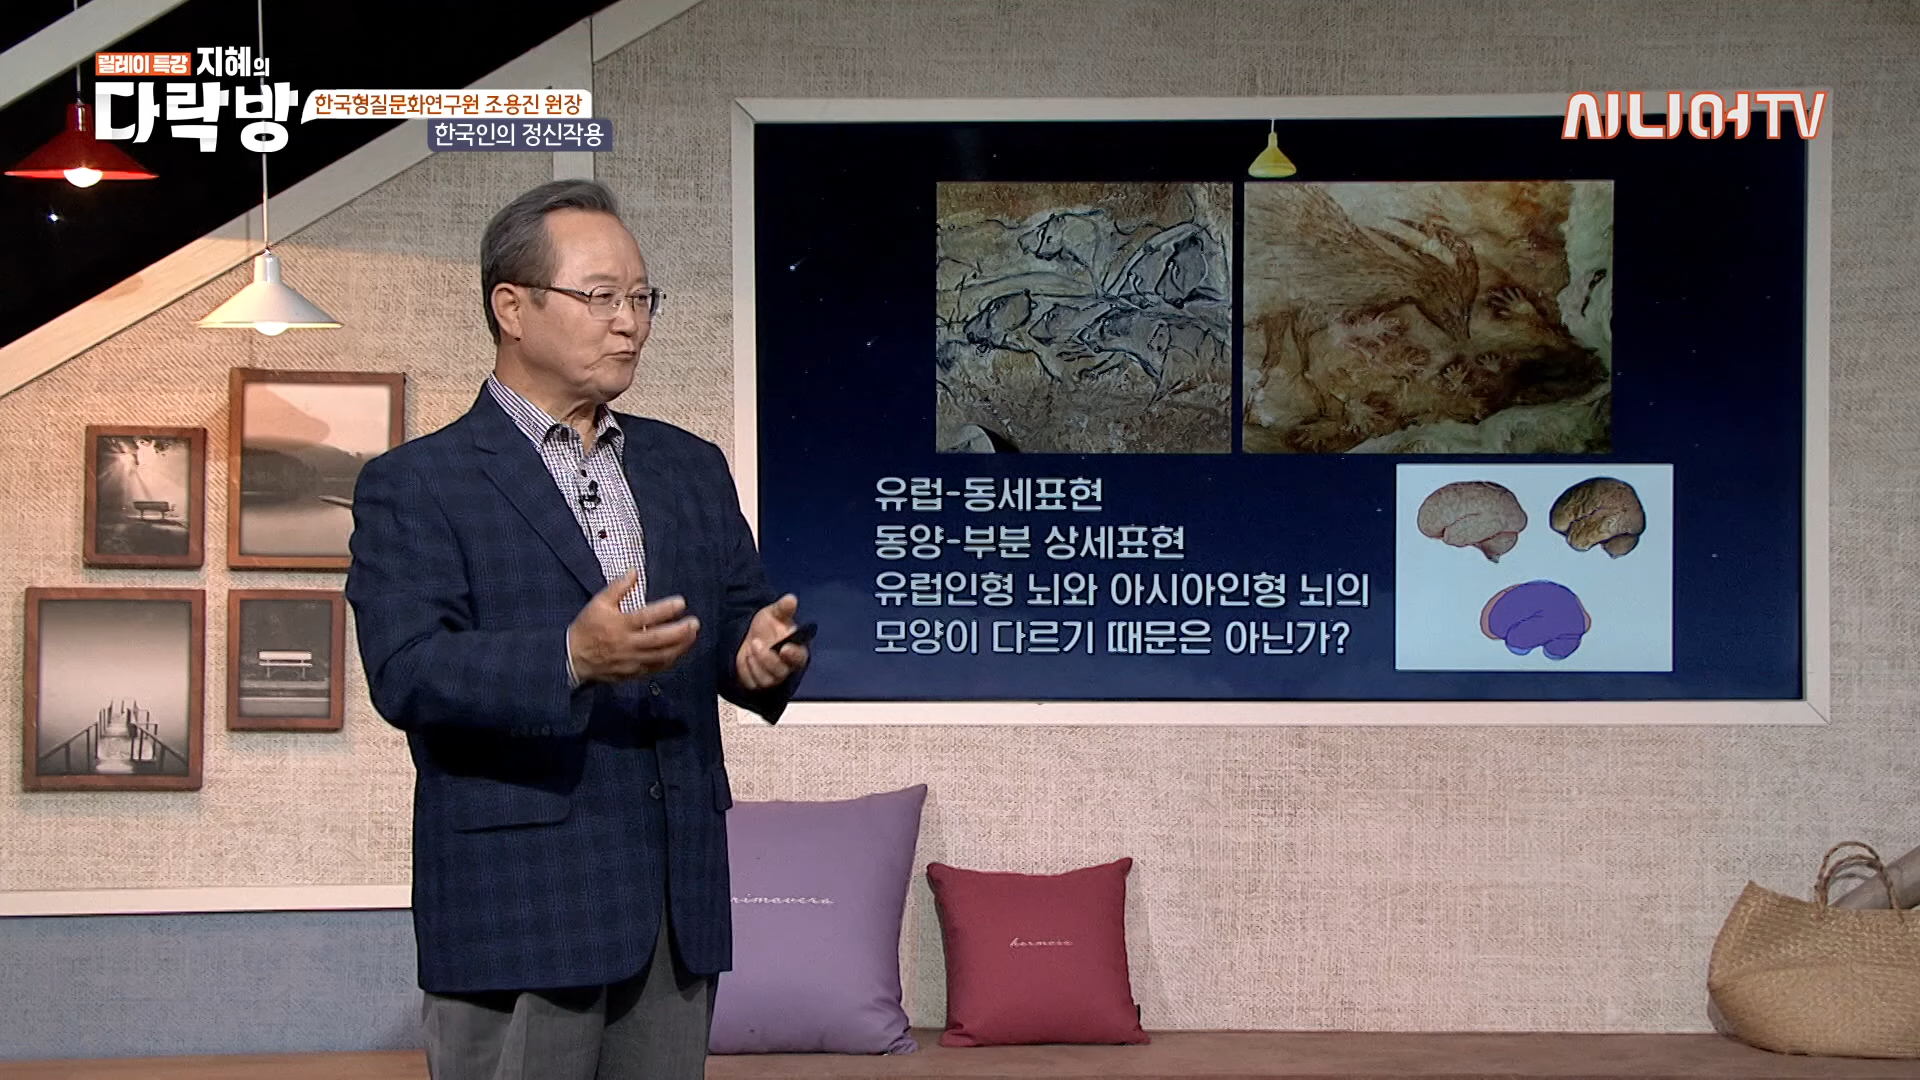 릴레이 특강 지혜의
다락방
한국형질문화연구원 조용진 원장
한국인의 정신작용
시니어TV
유럽-동세표현
동양-부분 상세표현
유럽인형 뇌와 아시아인형 뇌의
모양이 다르기 때문은 아닌가?
rimavera
hermosa